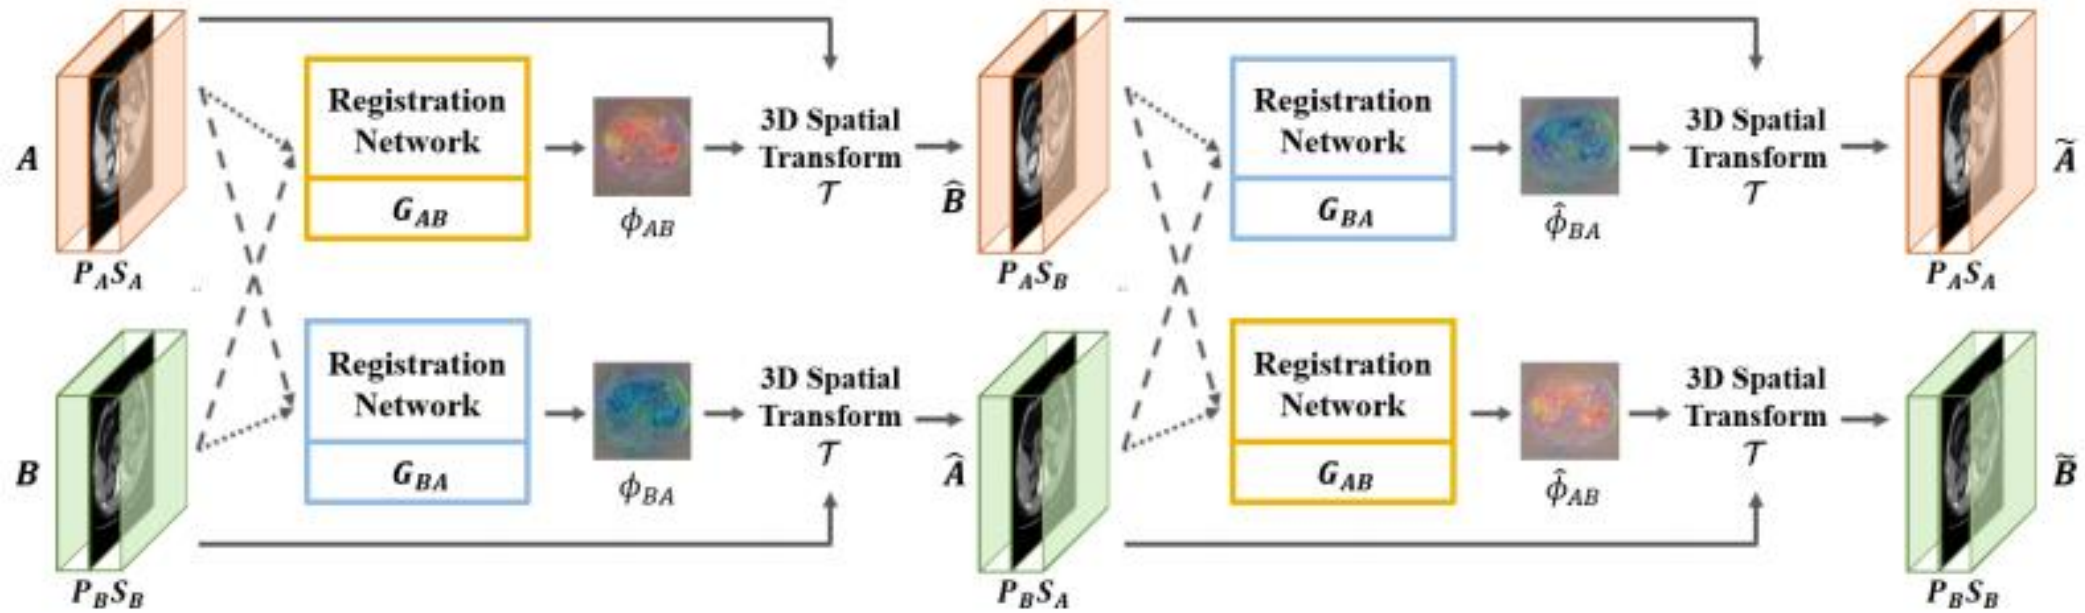 A
P_A S_A
Registration
Network
G_AB
ϕ_AB
3D Spatial
Transform
𝒯
B̂
P_A S_B
Registration
Network
G_BA
ϕ̂_BA
3D Spatial
Transform
𝒯
Ã
P_A S_A
B
P_B S_B
Registration
Network
G_BA
ϕ_BA
3D Spatial
Transform
𝒯
Â
P_B S_A
Registration
Network
G_AB
ϕ̂_AB
3D Spatial
Transform
𝒯
B̃
P_B S_B